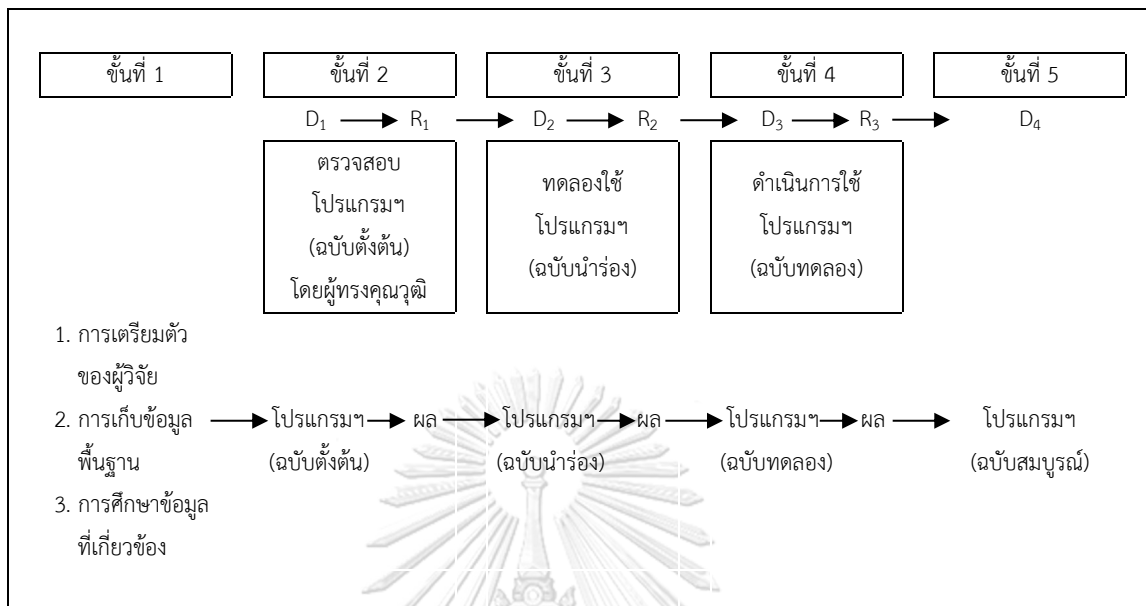 ขั้นที่ 1 ขั้นที่ 2 ขั้นที่ 3 ขั้นที่ 4 ขั้นที่ 5
D₁ → R₁ → D₂ → R₂ → D₃ → R₃ → D₄
ตรวจสอบ
โปรแกรมฯ
(ฉบับตั้งต้น)
โดยผู้ทรงคุณวุฒิ
ทดลองใช้
โปรแกรมฯ
(ฉบับนำร่อง)
ดำเนินการใช้
โปรแกรมฯ
(ฉบับทดลอง)
1. การเตรียมตัว
ของผู้วิจัย
2. การเก็บข้อมูล → โปรแกรมฯ → ผล → โปรแกรมฯ → ผล → โปรแกรมฯ → ผล → โปรแกรมฯ
พื้นฐาน (ฉบับตั้งต้น) (ฉบับนำร่อง) (ฉบับทดลอง) (ฉบับสมบูรณ์)
3. การศึกษาข้อมูล
ที่เกี่ยวข้อง